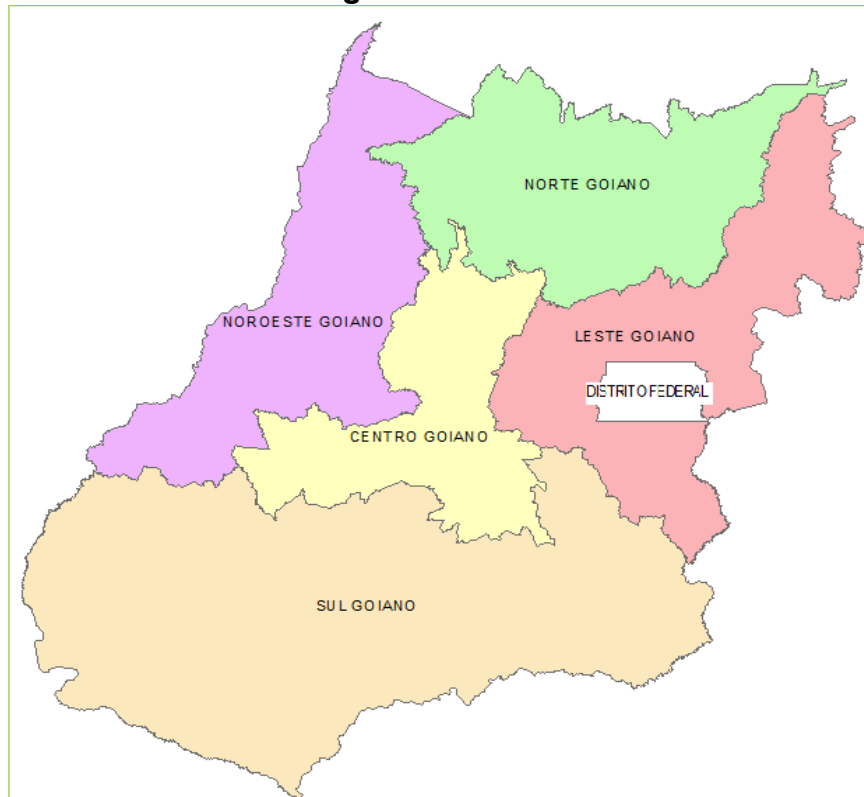 NORTE GOIANO
NOROESTE GOIANO
LESTE GOIANO
DISTRITO FEDERAL
CENTRO GOIANO
SUL GOIANO